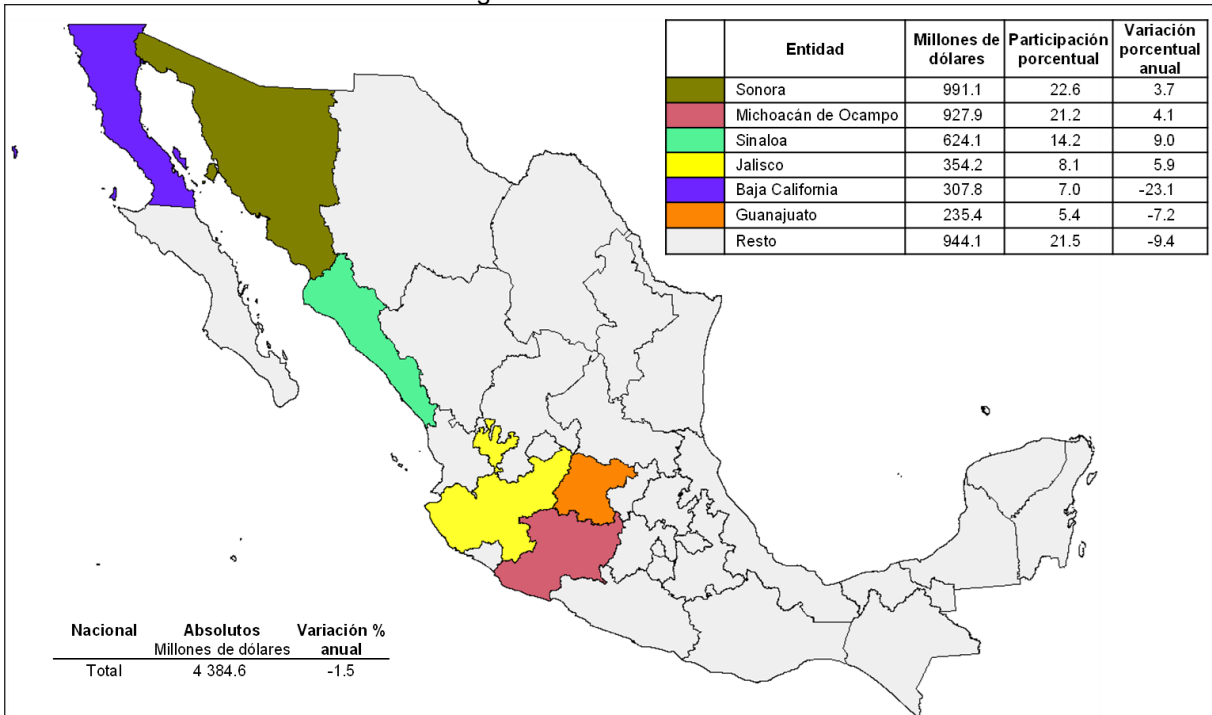 Entidad Millones de dólares Participación porcentual Variación porcentual anual
Sonora 991.1 22.6 3.7
Michoacán de Ocampo 927.9 21.2 4.1
Sinaloa 624.1 14.2 9.0
Jalisco 354.2 8.1 5.9
Baja California 307.8 7.0 -23.1
Guanajuato 235.4 5.4 -7.2
Resto 944.1 21.5 -9.4
Nacional Absolutos Variación %
Millones de dólares anual
Total 4 384.6 -1.5